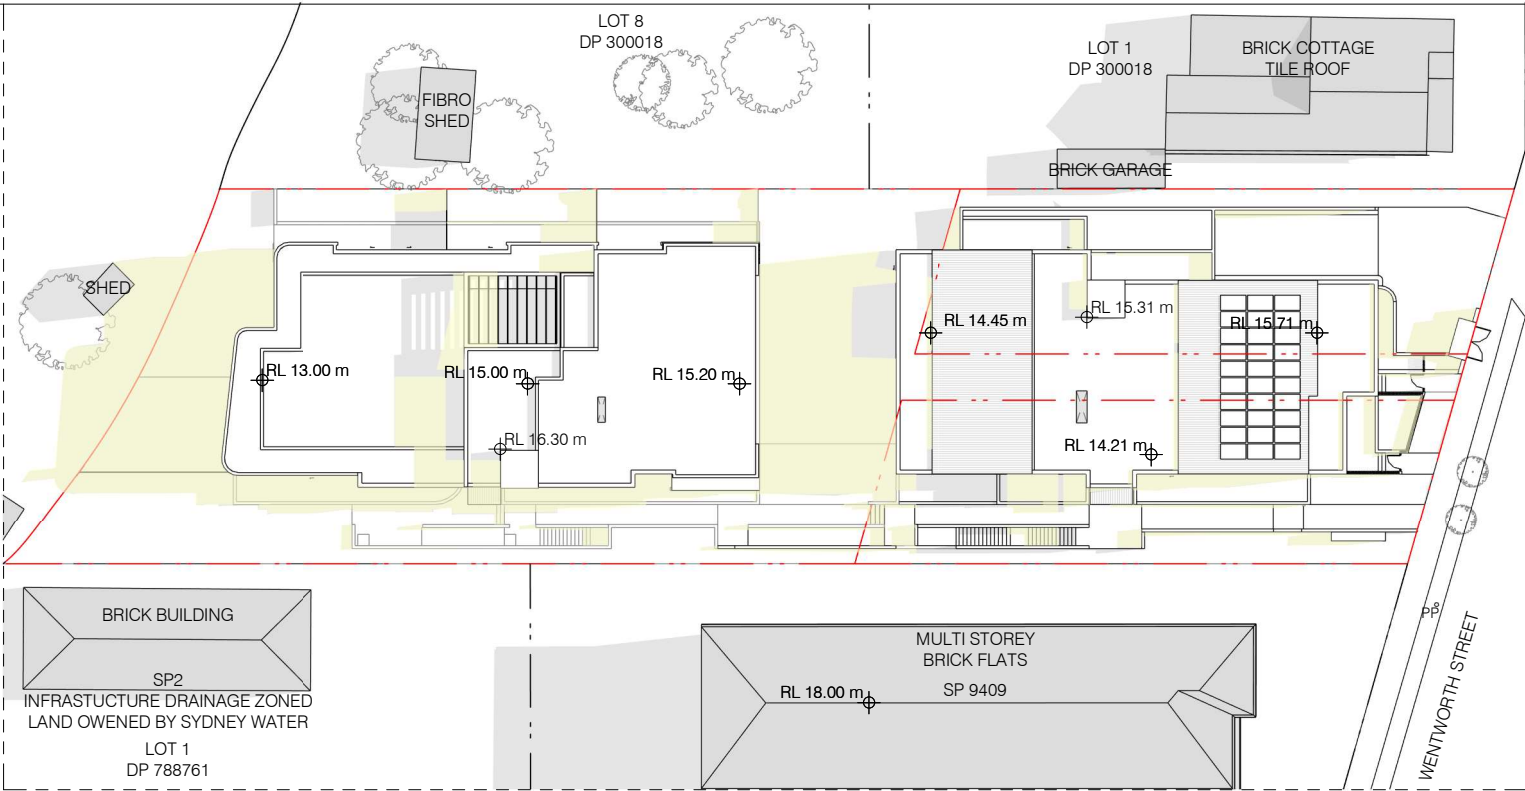 LOT 8
DP 300018
LOT 1
DP 300018
BRICK COTTAGE
TILE ROOF
FIBRO
SHED
BRICK GARAGE
SHED
RL 14.45 m
RL 15.31 m
RL 15.71 m
RL 13.00 m
RL 15.00 m
RL 15.20 m
RL 16.30 m
RL 14.21 m
BRICK BUILDING
SP2
INFRASTUCTURE DRAINAGE ZONED
LAND OWENED BY SYDNEY WATER
LOT 1
DP 788761
MULTI STOREY
BRICK FLATS
SP 9409
RL 18.00 m
PP
WENTWORTH STREET